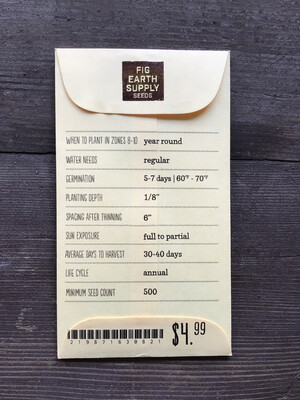 FIG
EARTH
SUPPLY
SEEDS
WHEN TO PLANT IN ZONES 8-10 year round
WATER NEEDS regular
GERMINATION 5-7 days | 60°F - 70°F
PLANTING DEPTH 1/8"
SPACING AFTER THINNING 6"
SUN EXPOSURE full to partial
AVERAGE DAYS TO HARVEST 30-40 days
LIFE CYCLE annual
MINIMUM SEED COUNT 500
$4.99